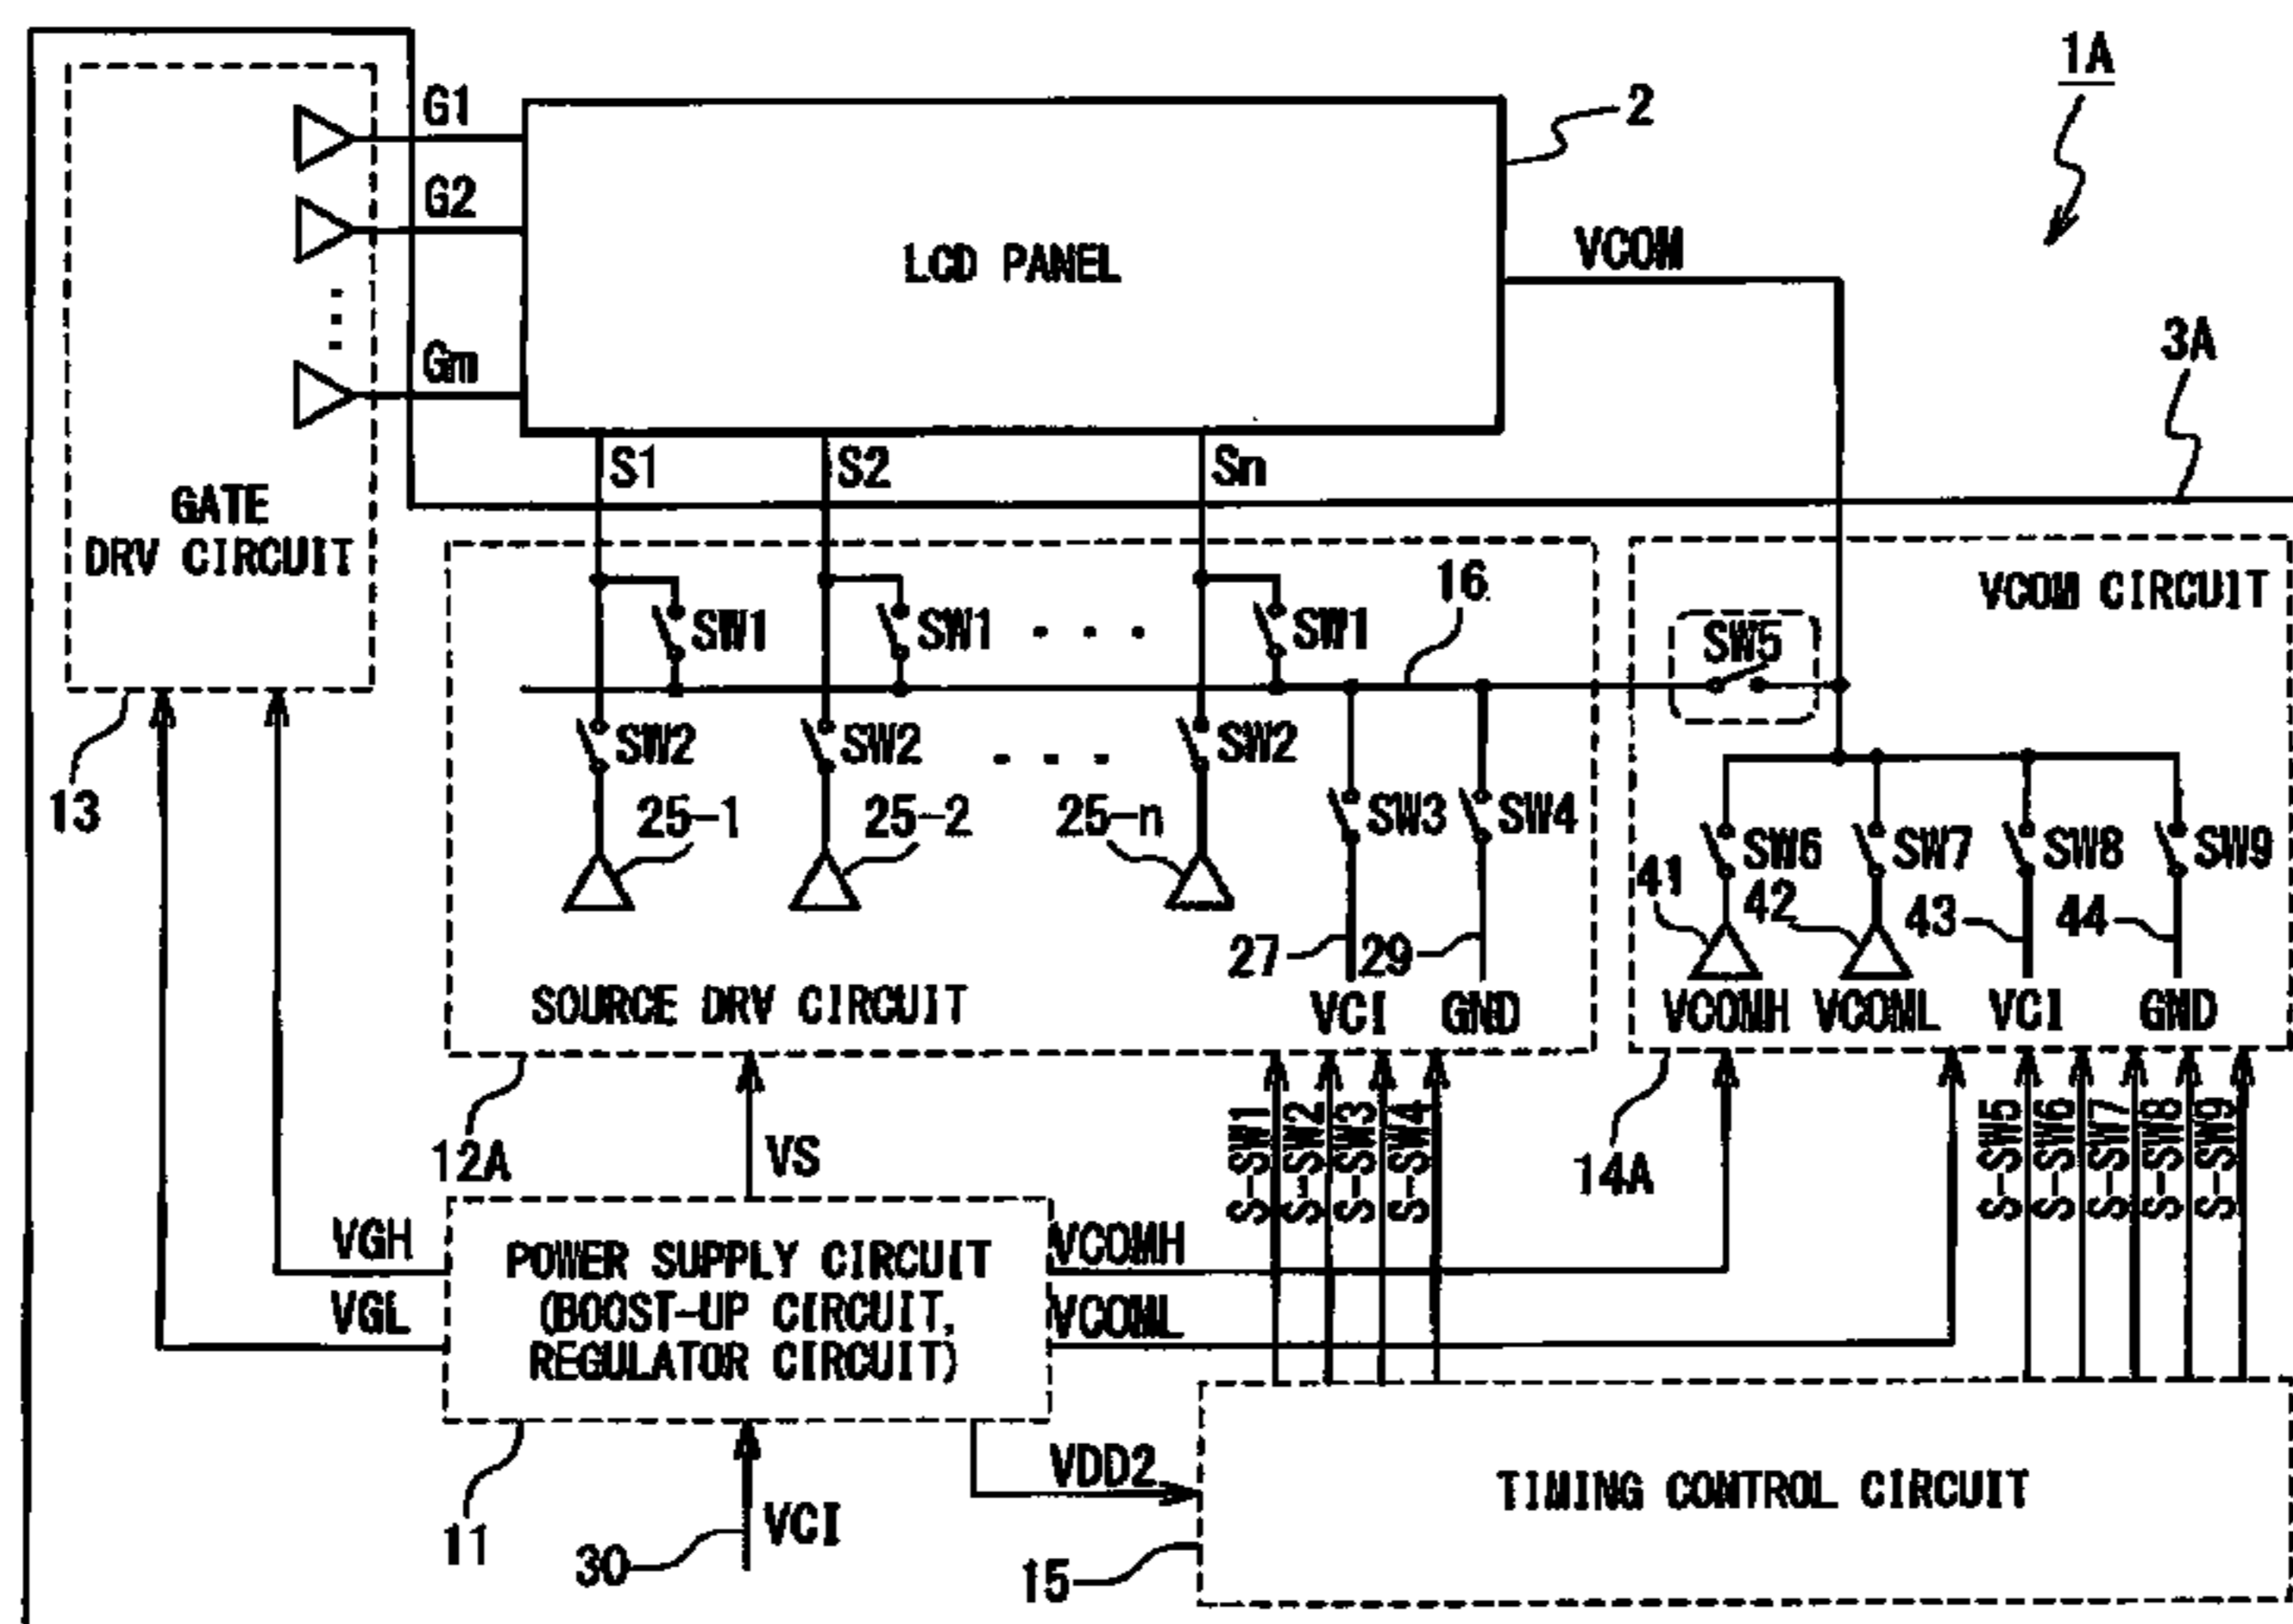 1A
G1
2
G2
LCD PANEL
VCOM
Gm
3A
S1
S2
Sn
GATE
DRV CIRCUIT
16
VCOM CIRCUIT
SW1
SW1
SW1
SW5
13
SW2
SW2
SW2
25-1
25-2
25-n
SW3
SW4
SW6
SW7
SW8
SW9
41
42
43
44
27
29
SOURCE DRV CIRCUIT
VCI
GND
VCOMH
VCOML
VCI
GND
12A
VS
S-SW1
S-SW2
S-SW3
S-SW4
14A
S-SW5
S-SW6
S-SW7
S-SW8
S-SW9
VGH
VGL
POWER SUPPLY CIRCUIT
(BOOST-UP CIRCUIT,
REGULATOR CIRCUIT)
VCOMH
VCOML
11
VDD2
TIMING CONTROL CIRCUIT
30
VCI
15